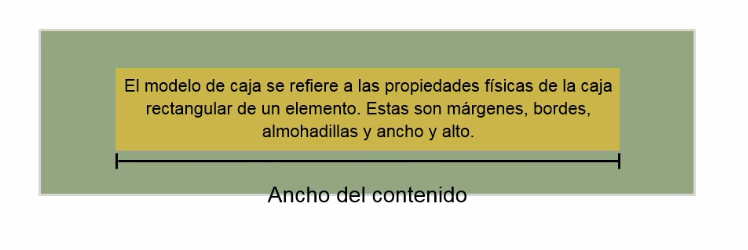 El modelo de caja se refiere a las propiedades físicas de la caja
rectangular de un elemento. Estas son márgenes, bordes,
almohadillas y ancho y alto.
Ancho del contenido